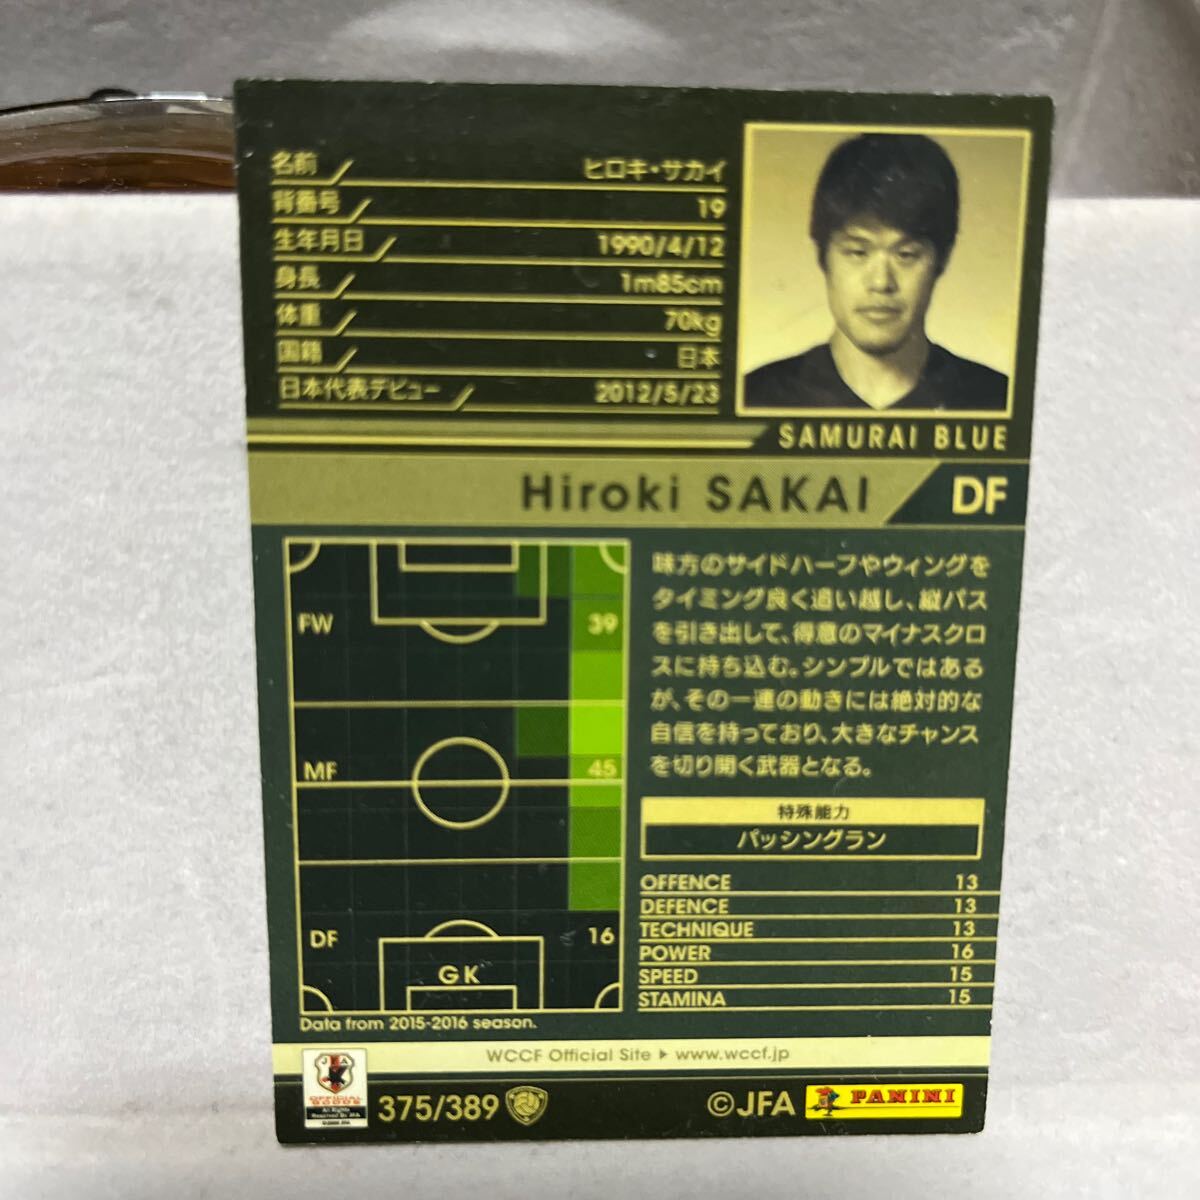 名前 ヒロキ・サカイ
背番号 19
生年月日 1990/4/12
身長 1m85cm
体重 70kg
国籍 日本
日本代表デビュー 2012/5/23
SAMURAI BLUE
Hiroki SAKAI DF
FW 39
MF 45
DF 16
GK
Data from 2015-2016 season.
味方のサイドハーフやウィングを
タイミング良く追い越し、縦パス
を引き出して、得意のマイナスクロ
スに持ち込む。シンプルではある
が、その一連の動きには絶対的な
自信を持っており、大きなチャンス
を切り開く武器となる。
特殊能力
パッシングラン
OFFENCE 13
DEFENCE 13
TECHNIQUE 13
POWER 16
SPEED 15
STAMINA 15
WCCF Official Site ▶ www.wccf.jp
JFA
OFFICIAL
GOODS
All Rights
Reserved By JFA
375/389
©JFA PANINI